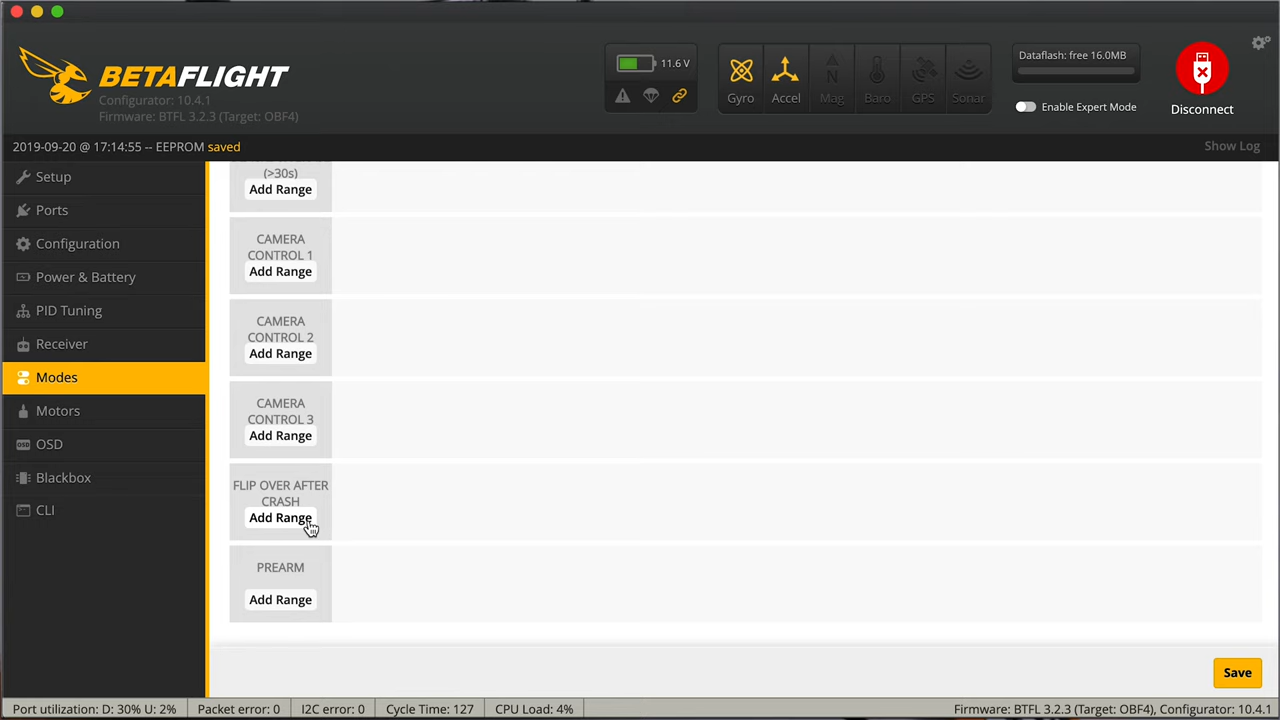 BETAFLIGHT
Configurator: 10.4.1
Firmware: BTFL 3.2.3 (Target: OBF4)
11.6 V
Gyro
Accel
Mag
Baro
GPS
Sonar
Dataflash: free 16.0MB
Enable Expert Mode
Disconnect
2019-09-20 @ 17:14:55 -- EEPROM saved
Show Log
Setup
Ports
Configuration
Power & Battery
PID Tuning
Receiver
Modes
Motors
OSD
OSD
Blackbox
CLI
(>30s)
Add Range
CAMERA
CONTROL 1
Add Range
CAMERA
CONTROL 2
Add Range
CAMERA
CONTROL 3
Add Range
FLIP OVER AFTER
CRASH
Add Range
PREARM
Add Range
Save
Port utilization: D: 30% U: 2%
Packet error: 0
I2C error: 0
Cycle Time: 127
CPU Load: 4%
Firmware: BTFL 3.2.3 (Target: OBF4), Configurator: 10.4.1